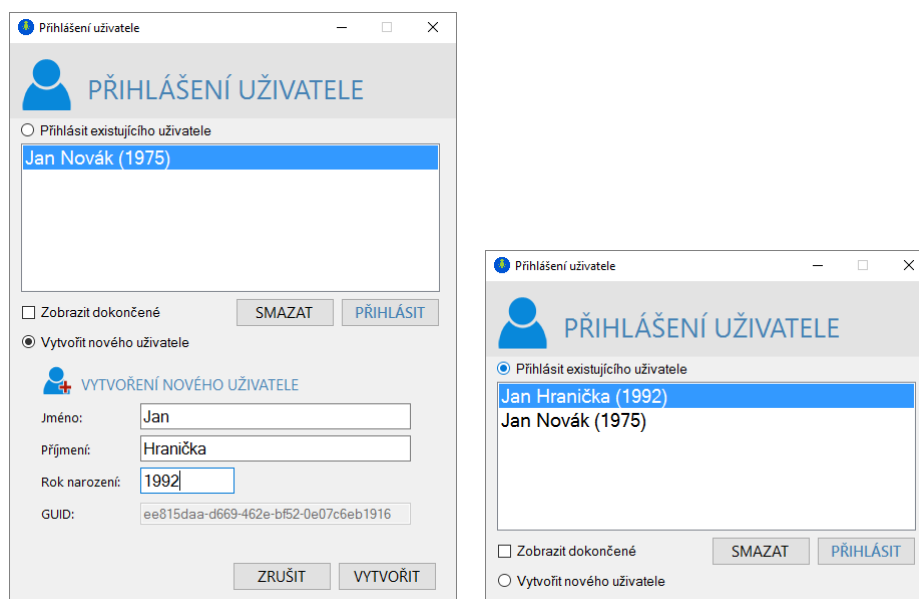 Přihlášení uživatele
PŘIHLÁŠENÍ UŽIVATELE
Přihlásit existujícího uživatele
Jan Novák (1975)
Zobrazit dokončené
SMAZAT
PŘIHLÁSIT
Vytvořit nového uživatele
VYTVOŘENÍ NOVÉHO UŽIVATELE
Jméno: Jan
Příjmení: Hranička
Rok narození: 1992
GUID: ee815daa-d669-462e-bf52-0e07c6eb1916
ZRUŠIT
VYTVOŘIT
Přihlášení uživatele
PŘIHLÁŠENÍ UŽIVATELE
Přihlásit existujícího uživatele
Jan Hranička (1992)
Jan Novák (1975)
Zobrazit dokončené
SMAZAT
PŘIHLÁSIT
Vytvořit nového uživatele